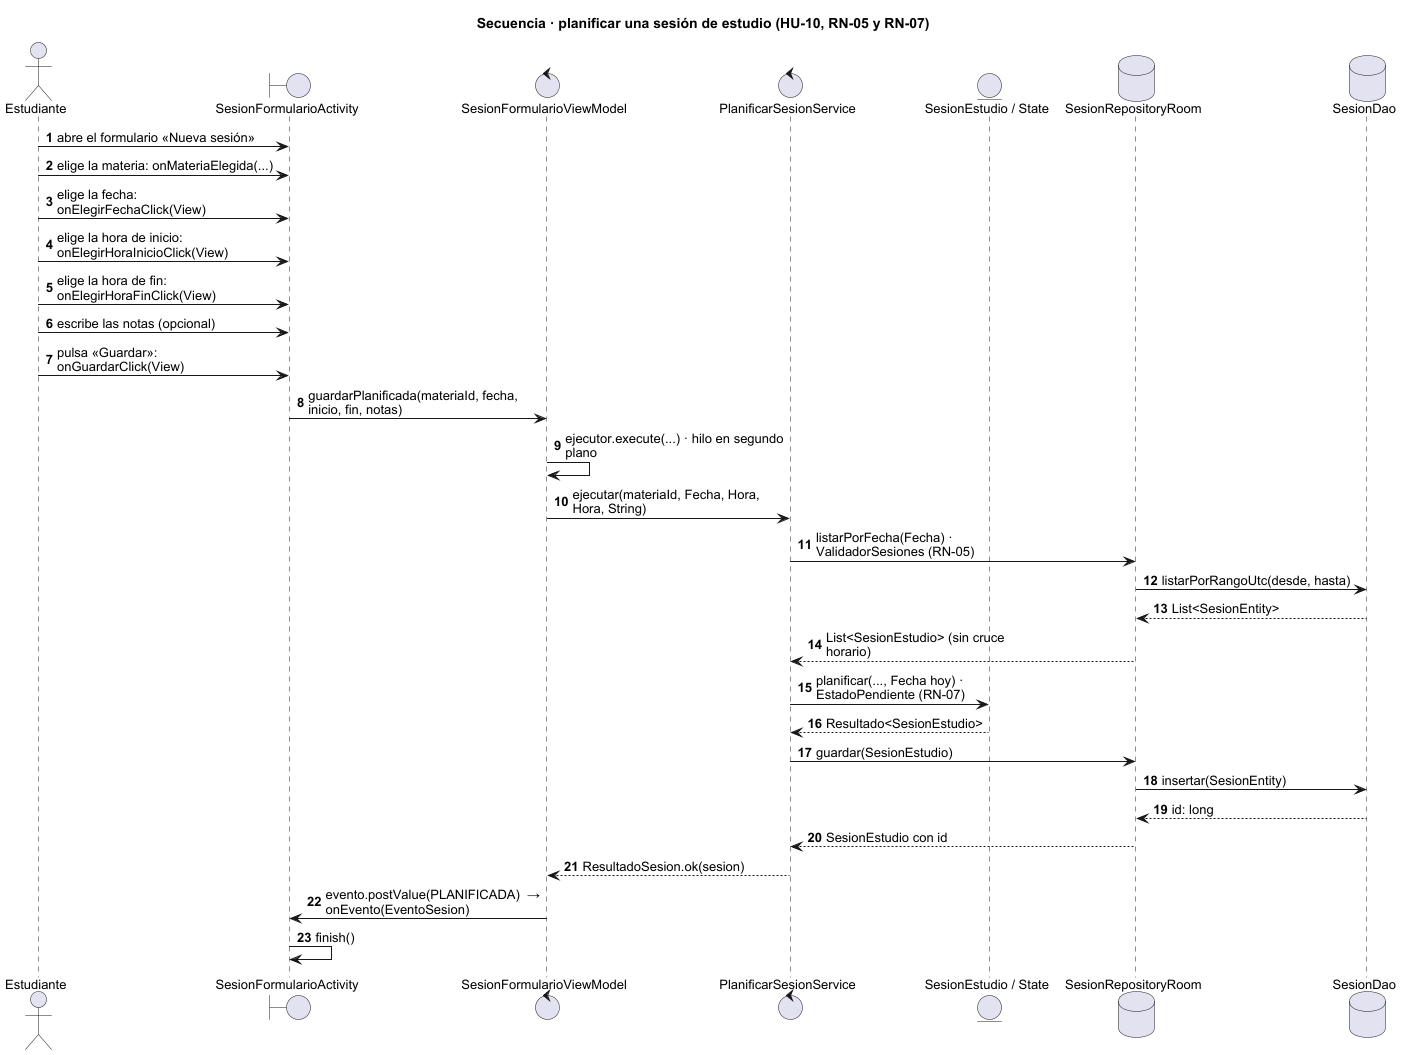 Secuencia · planificar una sesión de estudio (HU-10, RN-05 y RN-07)
Estudiante
SesionFormularioActivity
SesionFormularioViewModel
PlanificarSesionService
SesionEstudio / State
SesionRepositoryRoom
SesionDao
1 abre el formulario «Nueva sesión»
2 elige la materia: onMateriaElegida(...)
3 elige la fecha:
onElegirFechaClick(View)
4 elige la hora de inicio:
onElegirHoraInicioClick(View)
5 elige la hora de fin:
onElegirHoraFinClick(View)
6 escribe las notas (opcional)
7 pulsa «Guardar»:
onGuardarClick(View)
8 guardarPlanificada(materiaId, fecha,
inicio, fin, notas)
9 ejecutor.execute(...) · hilo en segundo
plano
10 ejecutar(materiaId, Fecha, Hora,
Hora, String)
11 listarPorFecha(Fecha) ·
ValidadorSesiones (RN-05)
12 listarPorRangoUtc(desde, hasta)
13 List<SesionEntity>
14 List<SesionEstudio> (sin cruce
horario)
15 planificar(..., Fecha hoy) ·
EstadoPendiente (RN-07)
16 Resultado<SesionEstudio>
17 guardar(SesionEstudio)
18 insertar(SesionEntity)
19 id: long
20 SesionEstudio con id
21 ResultadoSesion.ok(sesion)
22 evento.postValue(PLANIFICADA) →
onEvento(EventoSesion)
23 finish()
Estudiante
SesionFormularioActivity
SesionFormularioViewModel
PlanificarSesionService
SesionEstudio / State
SesionRepositoryRoom
SesionDao